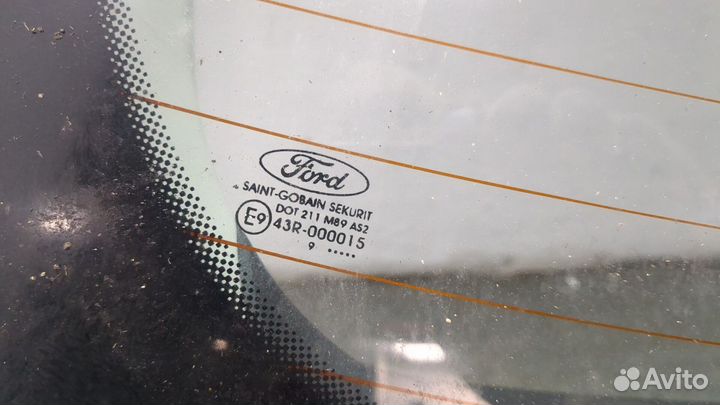 Ford
SAINT-GOBAIN SEKURIT
DOT 211 M89 AS2
E9 43R-000015
9 .....
Avito